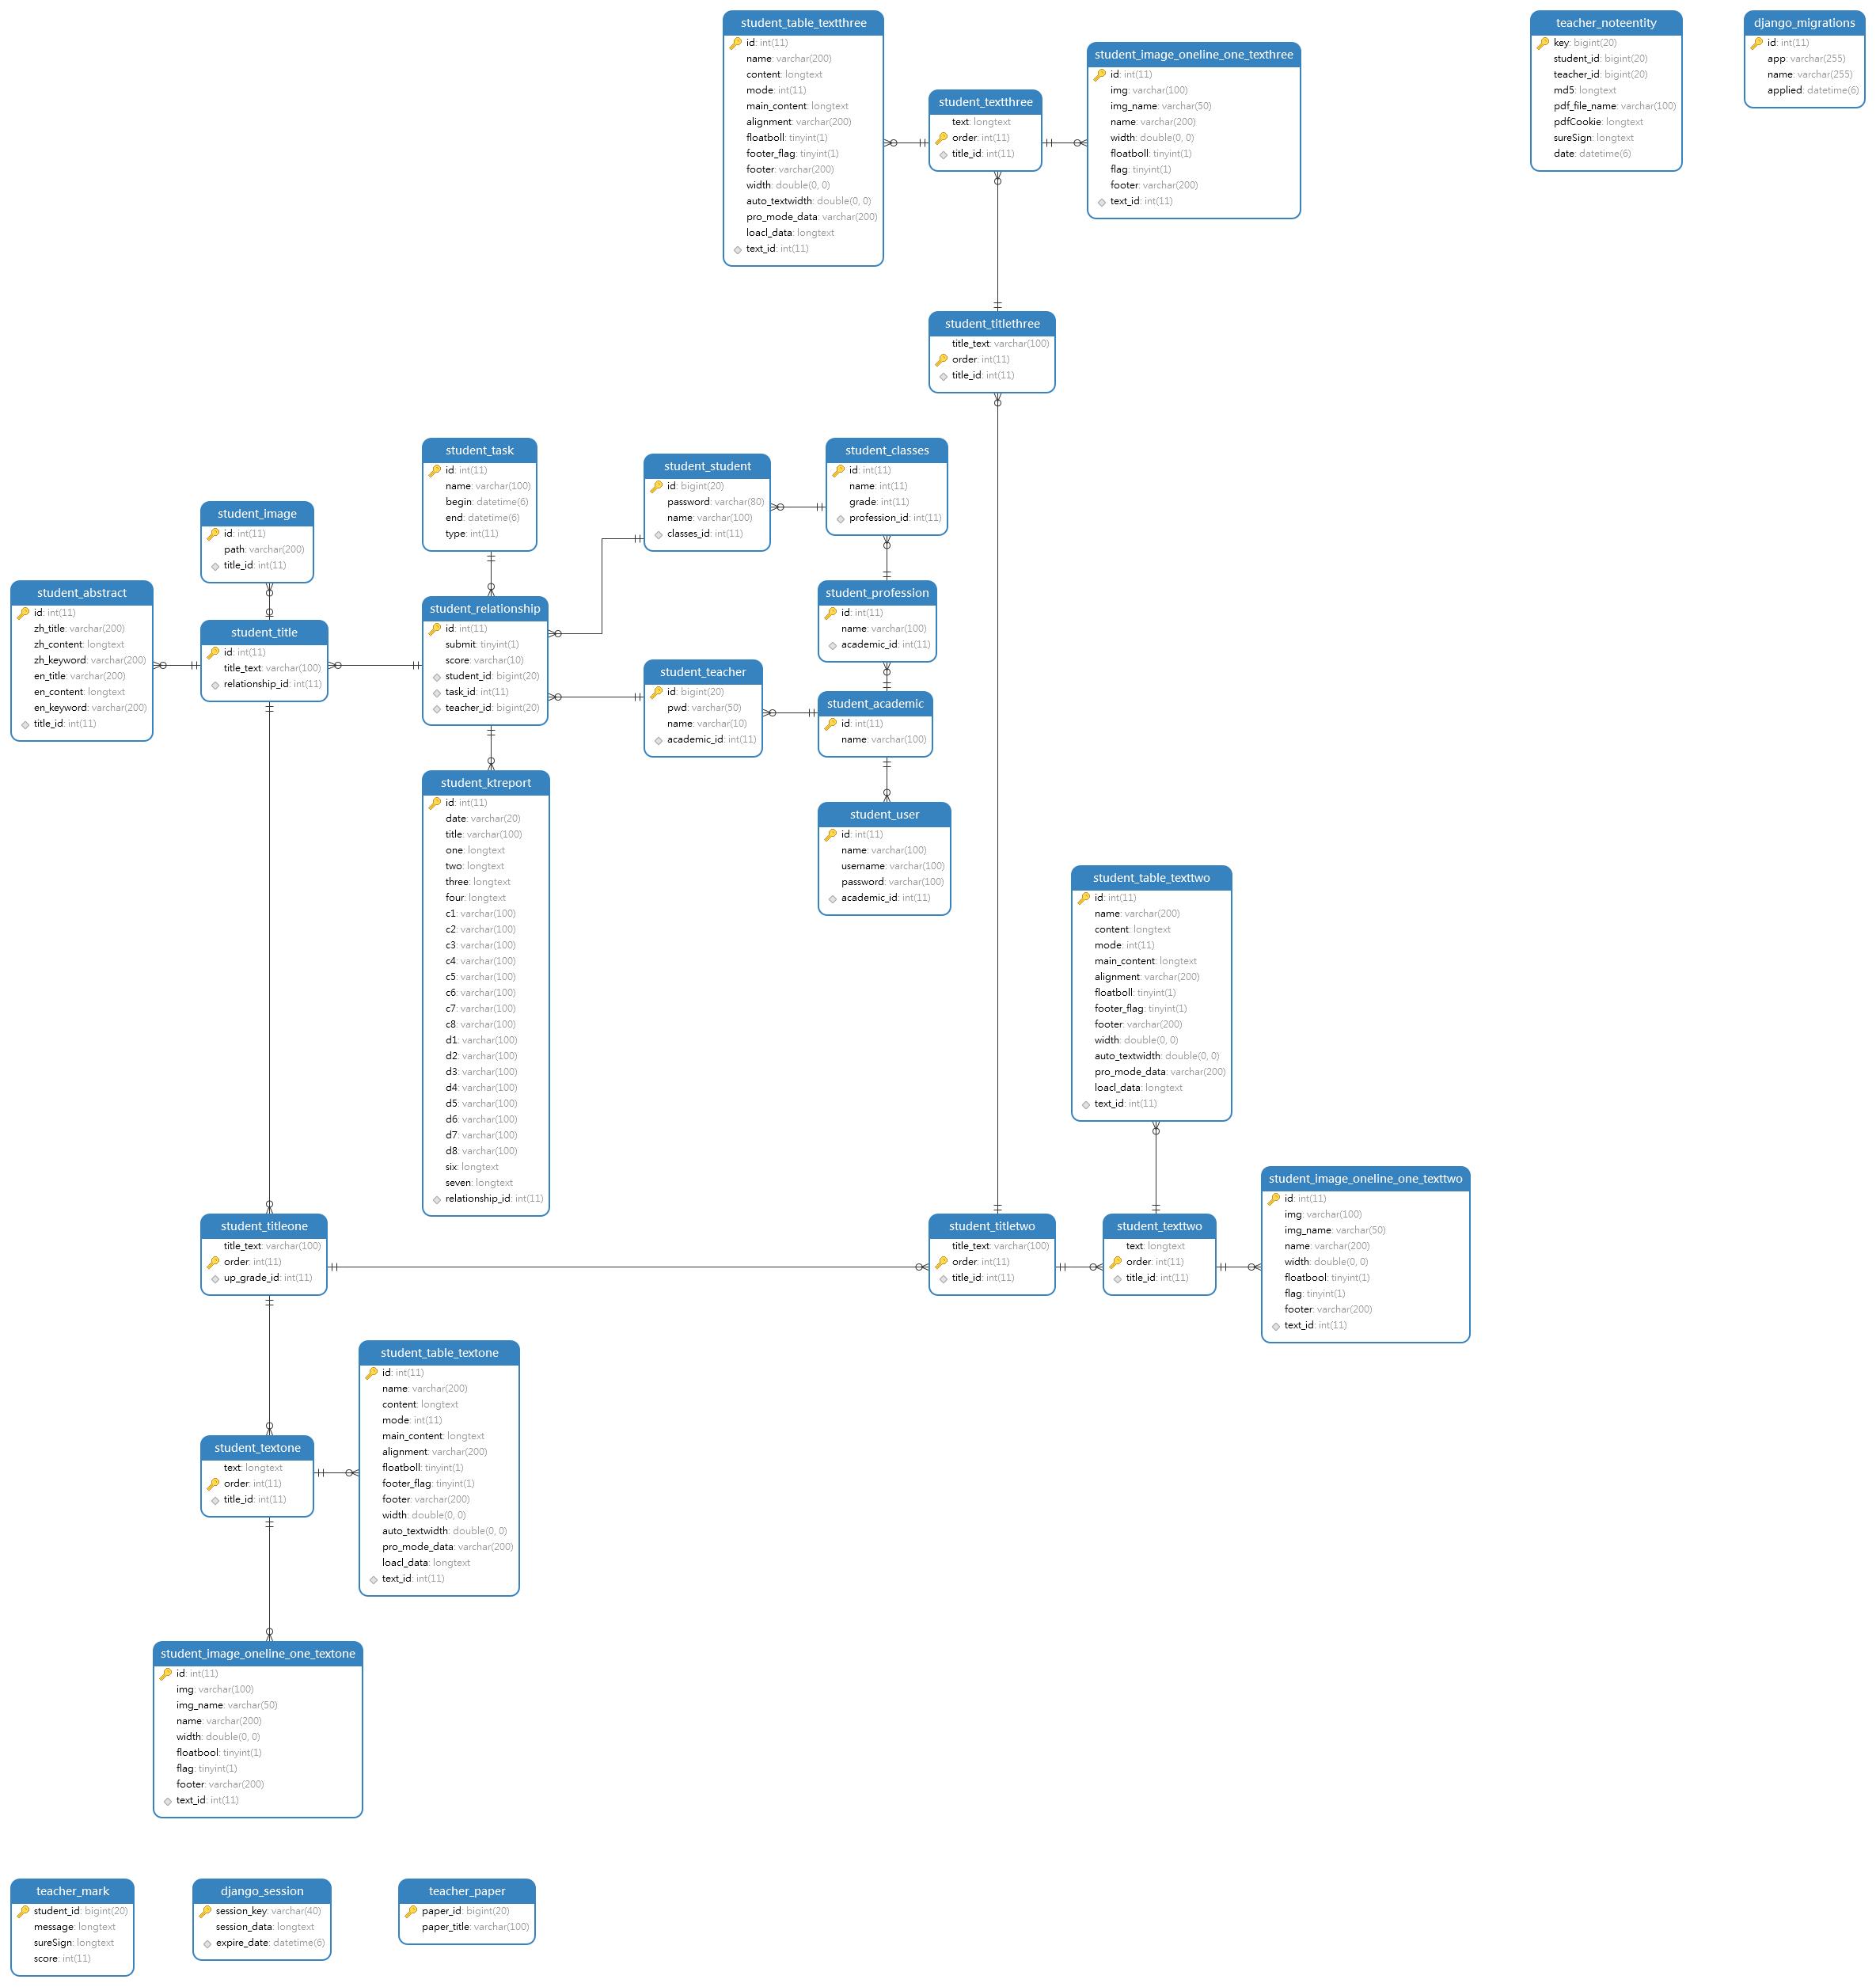 student_table_textthree
id: int(11)
name: varchar(200)
content: longtext
mode: int(11)
main_content: longtext
alignment: varchar(200)
floatboll: tinyint(1)
footer_flag: tinyint(1)
footer: varchar(200)
width: double(0, 0)
auto_textwidth: double(0, 0)
pro_mode_data: varchar(200)
loacl_data: longtext
text_id: int(11)
student_textthree
text: longtext
order: int(11)
title_id: int(11)
student_image_oneline_one_texthree
id: int(11)
img: varchar(100)
img_name: varchar(50)
name: varchar(200)
width: double(0, 0)
floatboll: tinyint(1)
flag: tinyint(1)
footer: varchar(200)
text_id: int(11)
teacher_noteentity
key: bigint(20)
student_id: bigint(20)
teacher_id: bigint(20)
md5: longtext
pdf_file_name: varchar(100)
pdfCookie: longtext
sureSign: longtext
date: datetime(6)
django_migrations
id: int(11)
app: varchar(255)
name: varchar(255)
applied: datetime(6)
student_titlethree
title_text: varchar(100)
order: int(11)
title_id: int(11)
student_task
id: int(11)
name: varchar(100)
begin: datetime(6)
end: datetime(6)
type: int(11)
student_student
id: bigint(20)
password: varchar(80)
name: varchar(100)
classes_id: int(11)
student_classes
id: int(11)
name: int(11)
grade: int(11)
profession_id: int(11)
student_image
id: int(11)
path: varchar(200)
title_id: int(11)
student_abstract
id: int(11)
zh_title: varchar(200)
zh_content: longtext
zh_keyword: varchar(200)
en_title: varchar(200)
en_content: longtext
en_keyword: varchar(200)
title_id: int(11)
student_title
id: int(11)
title_text: varchar(100)
relationship_id: int(11)
student_relationship
id: int(11)
submit: tinyint(1)
score: varchar(10)
student_id: bigint(20)
task_id: int(11)
teacher_id: bigint(20)
student_teacher
id: bigint(20)
pwd: varchar(50)
name: varchar(10)
academic_id: int(11)
student_profession
id: int(11)
name: varchar(100)
academic_id: int(11)
student_academic
id: int(11)
name: varchar(100)
student_user
id: int(11)
name: varchar(100)
username: varchar(100)
password: varchar(100)
academic_id: int(11)
student_ktreport
id: int(11)
date: varchar(20)
title: varchar(100)
one: longtext
two: longtext
three: longtext
four: longtext
c1: varchar(100)
c2: varchar(100)
c3: varchar(100)
c4: varchar(100)
c5: varchar(100)
c6: varchar(100)
c7: varchar(100)
c8: varchar(100)
d1: varchar(100)
d2: varchar(100)
d3: varchar(100)
d4: varchar(100)
d5: varchar(100)
d6: varchar(100)
d7: varchar(100)
d8: varchar(100)
six: longtext
seven: longtext
relationship_id: int(11)
student_table_texttwo
id: int(11)
name: varchar(200)
content: longtext
mode: int(11)
main_content: longtext
alignment: varchar(200)
floatboll: tinyint(1)
footer_flag: tinyint(1)
footer: varchar(200)
width: double(0, 0)
auto_textwidth: double(0, 0)
pro_mode_data: varchar(200)
loacl_data: longtext
text_id: int(11)
student_titleone
title_text: varchar(100)
order: int(11)
up_grade_id: int(11)
student_titletwo
title_text: varchar(100)
order: int(11)
title_id: int(11)
student_texttwo
text: longtext
order: int(11)
title_id: int(11)
student_image_oneline_one_texttwo
id: int(11)
img: varchar(100)
img_name: varchar(50)
name: varchar(200)
width: double(0, 0)
floatbool: tinyint(1)
flag: tinyint(1)
footer: varchar(200)
text_id: int(11)
student_textone
text: longtext
order: int(11)
title_id: int(11)
student_table_textone
id: int(11)
name: varchar(200)
content: longtext
mode: int(11)
main_content: longtext
alignment: varchar(200)
floatboll: tinyint(1)
footer_flag: tinyint(1)
footer: varchar(200)
width: double(0, 0)
auto_textwidth: double(0, 0)
pro_mode_data: varchar(200)
loacl_data: longtext
text_id: int(11)
student_image_oneline_one_textone
id: int(11)
img: varchar(100)
img_name: varchar(50)
name: varchar(200)
width: double(0, 0)
floatbool: tinyint(1)
flag: tinyint(1)
footer: varchar(200)
text_id: int(11)
teacher_mark
student_id: bigint(20)
message: longtext
sureSign: longtext
score: int(11)
django_session
session_key: varchar(40)
session_data: longtext
expire_date: datetime(6)
teacher_paper
paper_id: bigint(20)
paper_title: varchar(100)